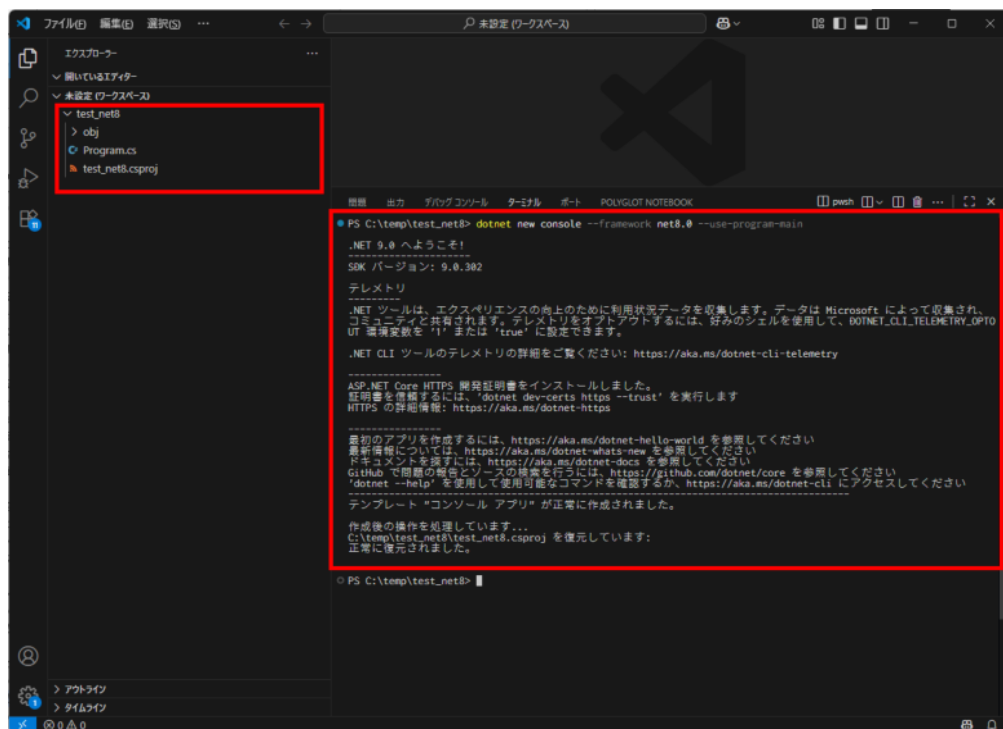 ファイル(F) 編集(E) 選択(S) … 未設定 (ワークスペース)
エクスプローラー …
開いているエディター
未設定 (ワークスペース)
test_net8
obj
Program.cs
test_net8.csproj
11
問題 出力 デバッグ コンソール ターミナル ポート POLYGLOT NOTEBOOK pwsh …
PS C:\temp\test_net8> dotnet new console --framework net8.0 --use-program-main
.NET 9.0 へようこそ!
---------------------
SDK バージョン: 9.0.302
テレメトリ
---------
.NET ツールは、エクスペリエンスの向上のために利用状況データを収集します。データは Microsoft によって収集され、
コミュニティと共有されます。テレメトリをオプトアウトするには、好みのシェルを使用して、DOTNET_CLI_TELEMETRY_OPTO
UT 環境変数を '1' または 'true' に設定できます。
.NET CLI ツールのテレメトリの詳細をご覧ください: https://aka.ms/dotnet-cli-telemetry
----------------
ASP.NET Core HTTPS 開発証明書をインストールしました。
証明書を信頼するには、'dotnet dev-certs https --trust' を実行します
HTTPS の詳細情報: https://aka.ms/dotnet-https
----------------
最初のアプリを作成するには、https://aka.ms/dotnet-hello-world を参照してください
最新情報については、https://aka.ms/dotnet-whats-new を参照してください
ドキュメントを探すには、https://aka.ms/dotnet-docs を参照してください
GitHub で問題の報告とソースの検索を行うには、https://github.com/dotnet/core を参照してください
'dotnet --help' を使用して使用可能なコマンドを確認するか、https://aka.ms/dotnet-cli にアクセスしてください
--------------------------------------------------------------------------------------
テンプレート "コンソール アプリ" が正常に作成されました。
作成後の操作を処理しています...
C:\temp\test_net8\test_net8.csproj を復元しています:
正常に復元されました。
PS C:\temp\test_net8>
アウトライン
1
タイムライン
0 0